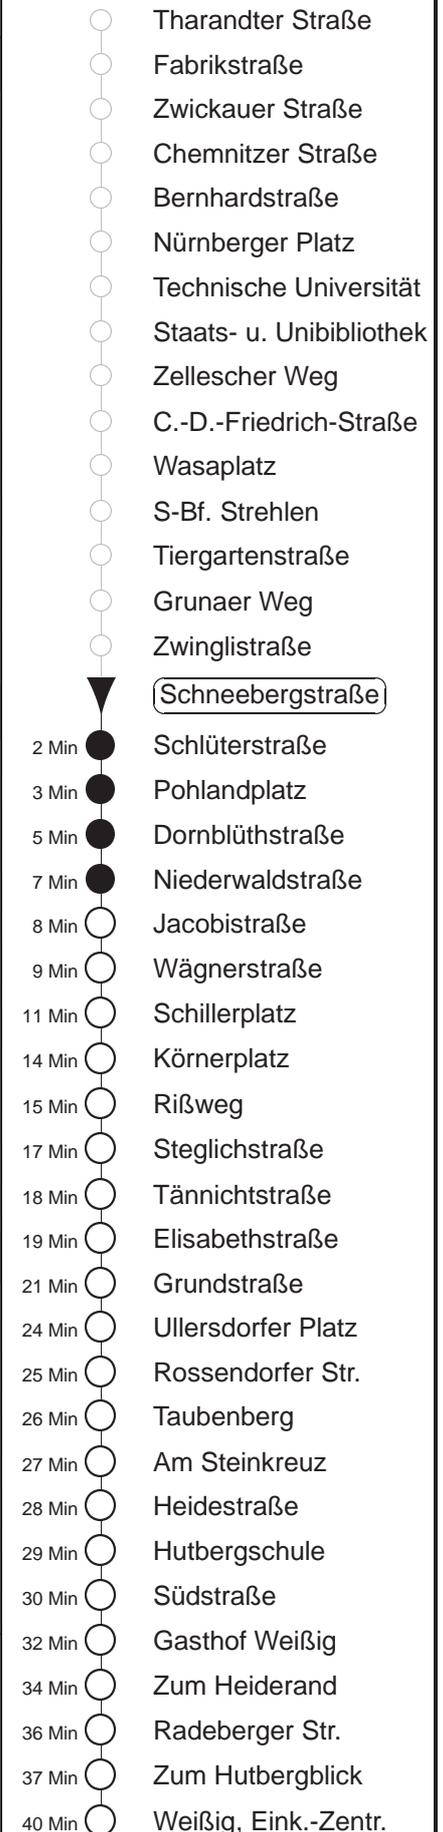 Tharandter Straße
Fabrikstraße
Zwickauer Straße
Chemnitzer Straße
Bernhardstraße
Nürnberger Platz
Technische Universität
Staats- u. Unibibliothek
Zellescher Weg
C.-D.-Friedrich-Straße
Wasaplatz
S-Bf. Strehlen
Tiergartenstraße
Grunaer Weg
Zwinglistraße
Schneebergstraße
2 Min Schlüterstraße
3 Min Pohlandplatz
5 Min Dornblüthstraße
7 Min Niederwaldstraße
8 Min Jacobistraße
9 Min Wägnerstraße
11 Min Schillerplatz
14 Min Körnerplatz
15 Min Rißweg
17 Min Steglichstraße
18 Min Tännichtstraße
19 Min Elisabethstraße
21 Min Grundstraße
24 Min Ullersdorfer Platz
25 Min Rossendorfer Str.
26 Min Taubenberg
27 Min Am Steinkreuz
28 Min Heidestraße
29 Min Hutbergschule
30 Min Südstraße
32 Min Gasthof Weißig
34 Min Zum Heiderand
36 Min Radeberger Str.
37 Min Zum Hutbergblick
40 Min Weißig, Eink.-Zentr.